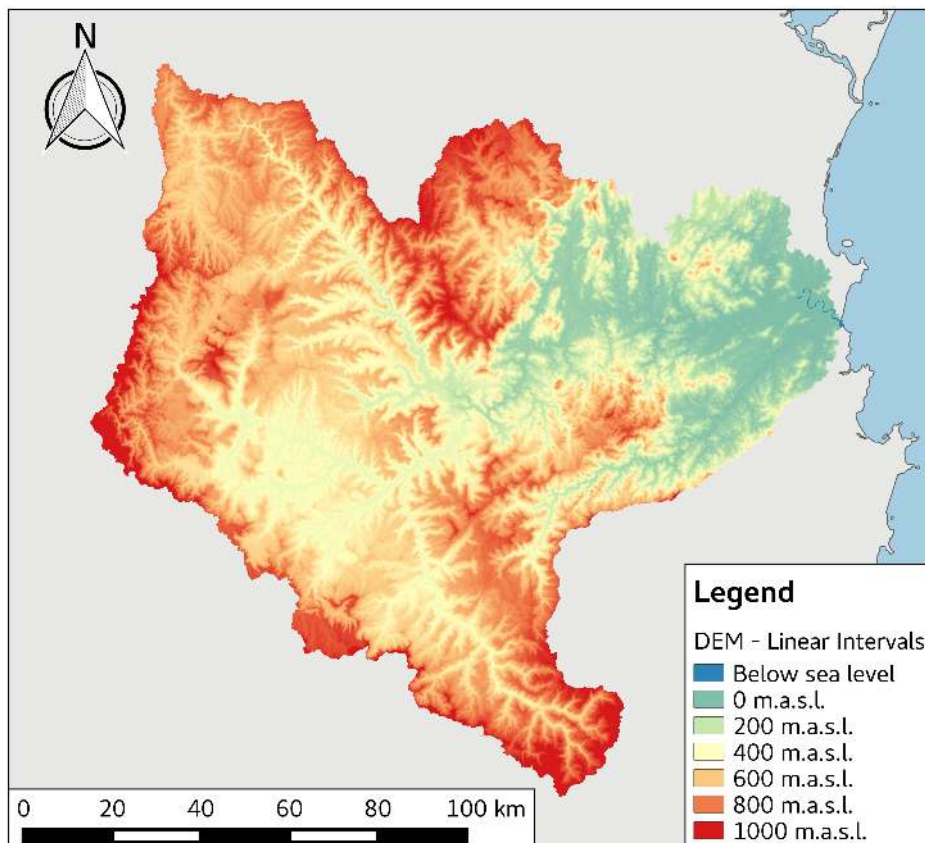 N
Legend
DEM - Linear Intervals
Below sea level
0 m.a.s.l.
200 m.a.s.l.
400 m.a.s.l.
600 m.a.s.l.
800 m.a.s.l.
1000 m.a.s.l.
0 20 40 60 80 100 km